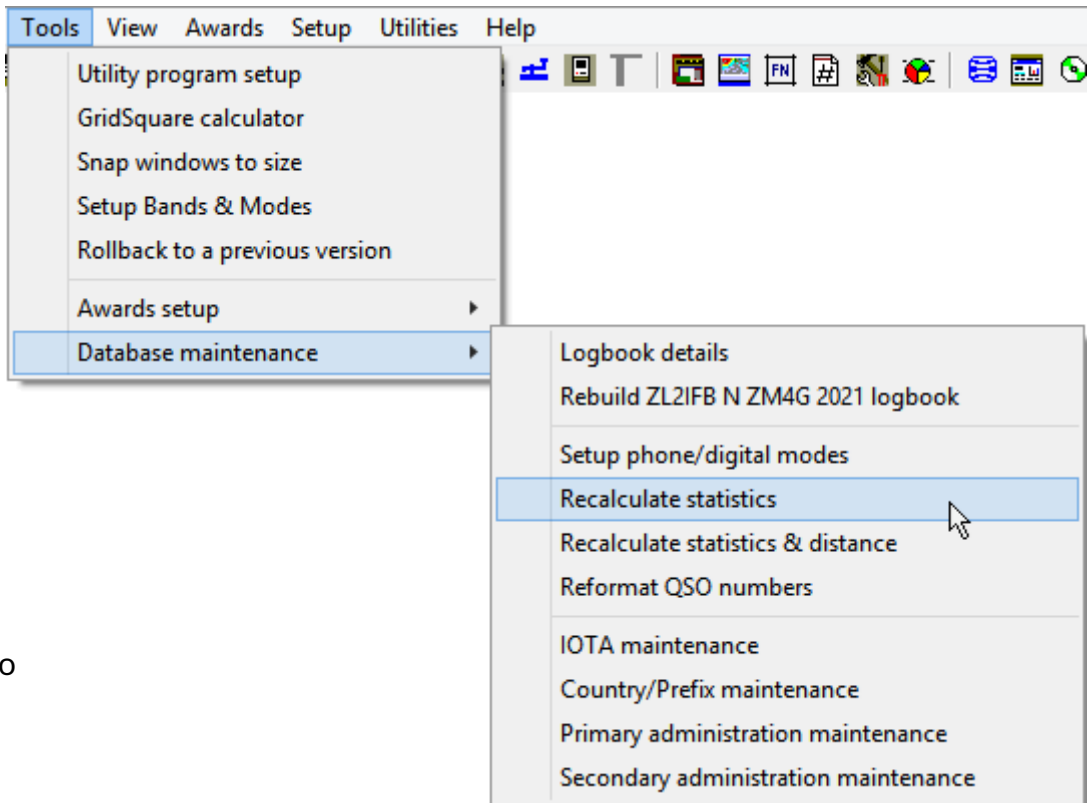 Tools View Awards Setup Utilities Help
FN #
Utility program setup
GridSquare calculator
Snap windows to size
Setup Bands & Modes
Rollback to a previous version
Awards setup
Database maintenance
Logbook details
Rebuild ZL2IFB N ZM4G 2021 logbook
Setup phone/digital modes
Recalculate statistics
Recalculate statistics & distance
Reformat QSO numbers
o
IOTA maintenance
Country/Prefix maintenance
Primary administration maintenance
Secondary administration maintenance